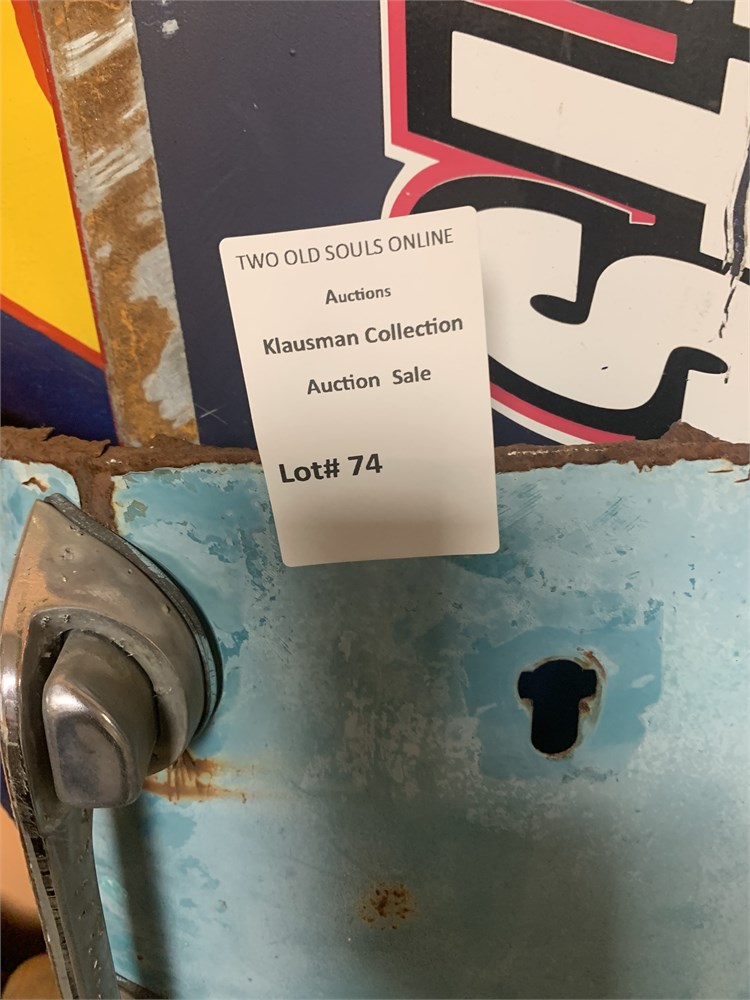 TWO OLD SOULS ONLINE
Auctions
Klausman Collection
Auction Sale
Lot# 74